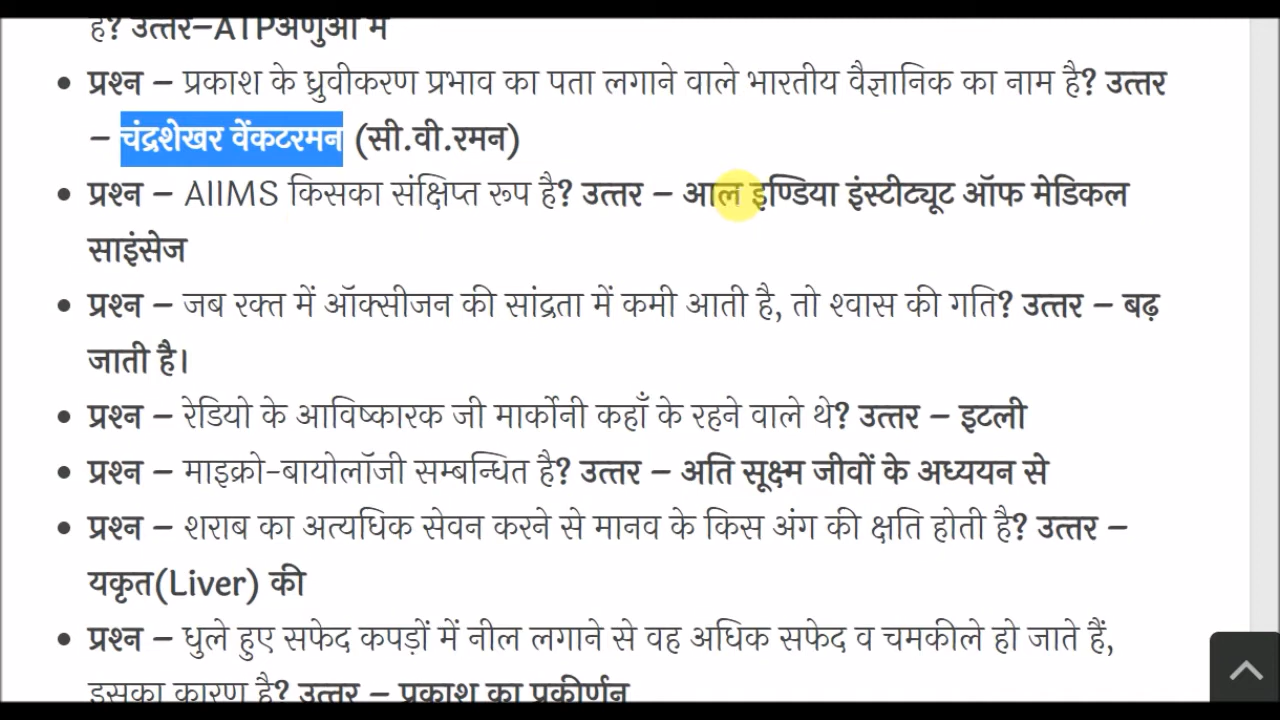 है? उत्तर–ATPअणुओं में
प्रश्न – प्रकाश के ध्रुवीकरण प्रभाव का पता लगाने वाले भारतीय वैज्ञानिक का नाम है? उत्तर
– चंद्रशेखर वेंकटरमन (सी.वी.रमन)
प्रश्न – AIIMS किसका संक्षिप्त रूप है? उत्तर – आल इण्डिया इंस्टीट्यूट ऑफ मेडिकल
साइंसेज
प्रश्न – जब रक्त में ऑक्सीजन की सांद्रता में कमी आती है, तो श्वास की गति? उत्तर – बढ़
जाती है।
प्रश्न – रेडियो के आविष्कारक जी मार्कोनी कहाँ के रहने वाले थे? उत्तर – इटली
प्रश्न – माइक्रो-बायोलॉजी सम्बन्धित है? उत्तर – अति सूक्ष्म जीवों के अध्ययन से
प्रश्न – शराब का अत्यधिक सेवन करने से मानव के किस अंग की क्षति होती है? उत्तर –
यकृत(Liver) की
प्रश्न – धुले हुए सफेद कपड़ों में नील लगाने से वह अधिक सफेद व चमकीले हो जाते हैं,
इसका कारण है? उत्तर – प्रकाश का प्रकीर्णन